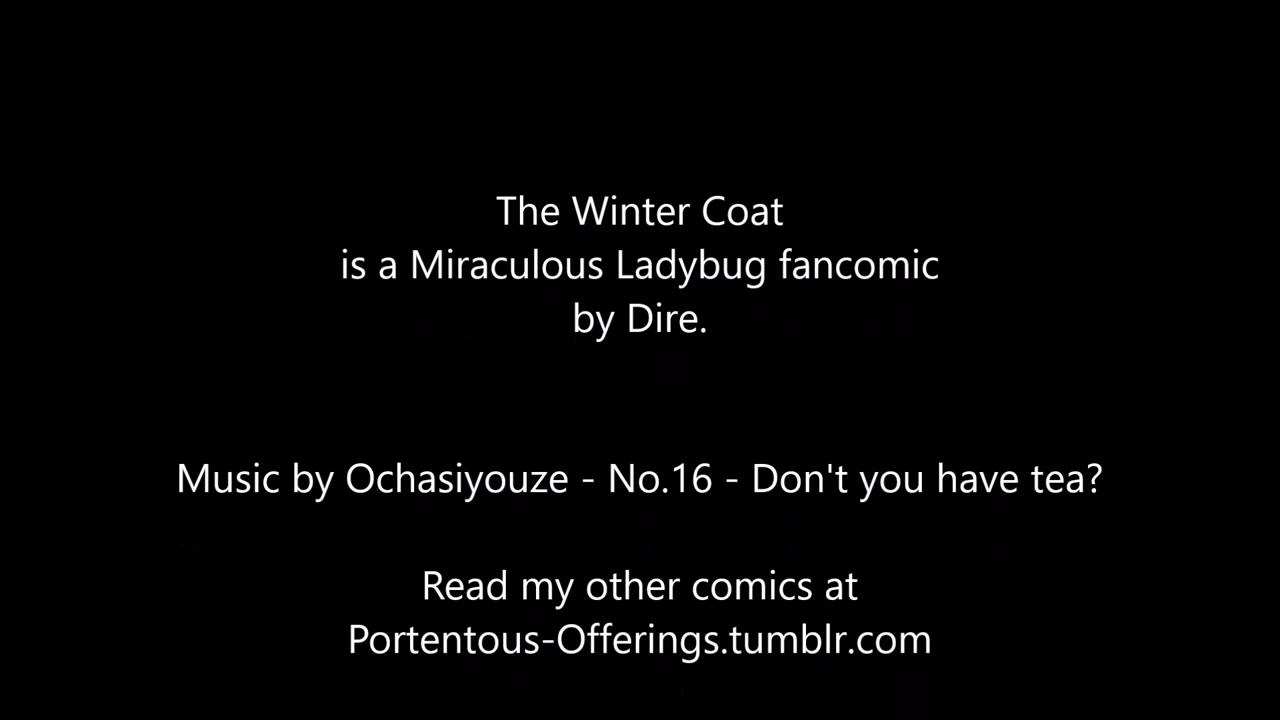 The Winter Coat
is a Miraculous Ladybug fancomic
by Dire.
Music by Ochasiyouze - No.16 - Don't you have tea?
Read my other comics at
Portentous-Offerings.tumblr.com